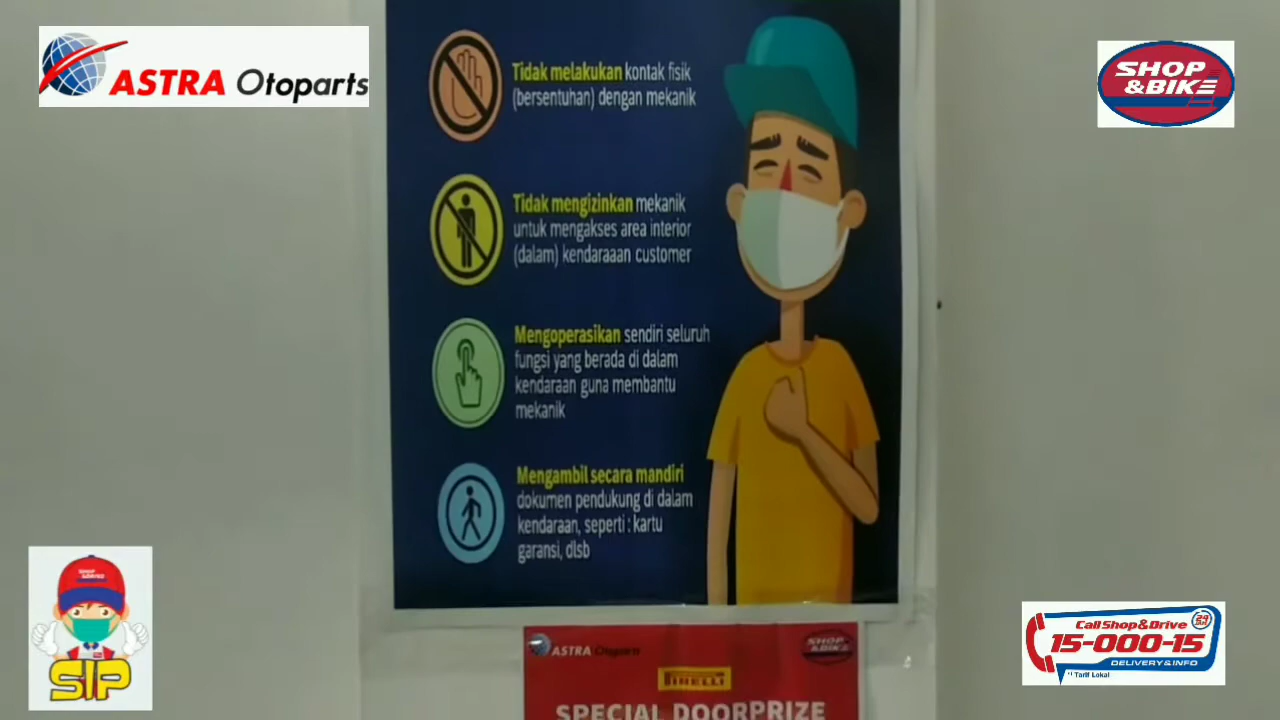 ASTRA Otoparts
SHOP
&BIKE
Tidak melakukan kontak fisik
(bersentuhan) dengan mekanik
Tidak mengizinkan mekanik
untuk mengakses area interior
(dalam) kendaraaan customer
Mengoperasikan sendiri seluruh
fungsi yang berada di dalam
kendaraan guna membantu
mekanik
Mengambil secara mandiri
dokumen pendukung di dalam
kendaraan, seperti : kartu
garansi, dlsb
SIP
Call Shop&Drive
15-000-15
DELIVERY & INFO
*) Tarif Lokal
ASTRA Otoparts
SHOP
&BIKE
PIRELLI
SPECIAL DOORPRIZE